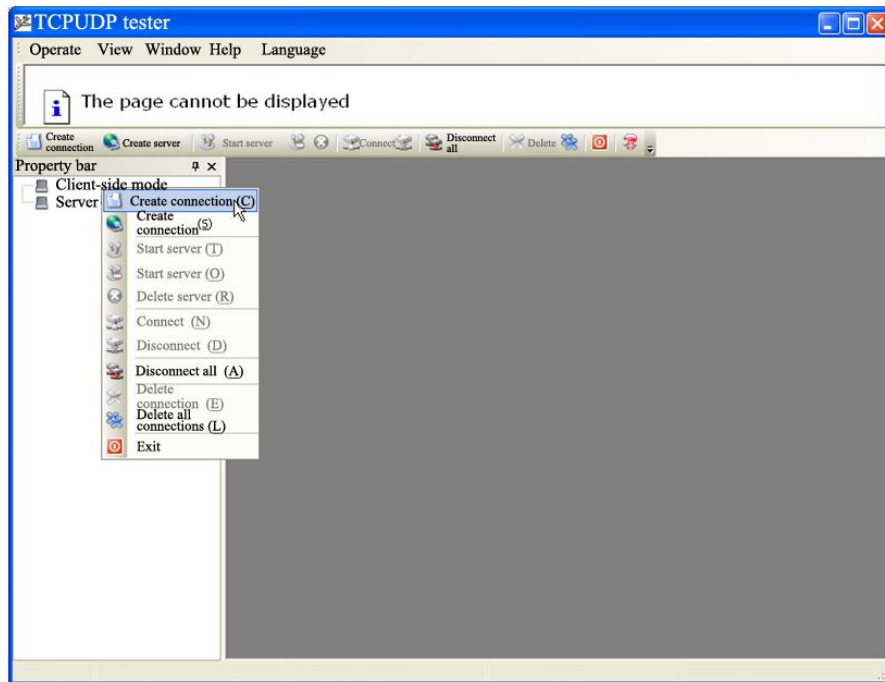 TCPUDP tester
Operate View Window Help Language
The page cannot be displayed
Create
connection
Create server
Start server
Connect
Disconnect
all
Delete
Property bar
Client-side mode
Server
Create connection (C)
Create
connection(S)
Start server (T)
Start server (O)
Delete server (R)
Connect (N)
Disconnect (D)
Disconnect all (A)
Delete
connection (E)
Delete all
connections (L)
Exit